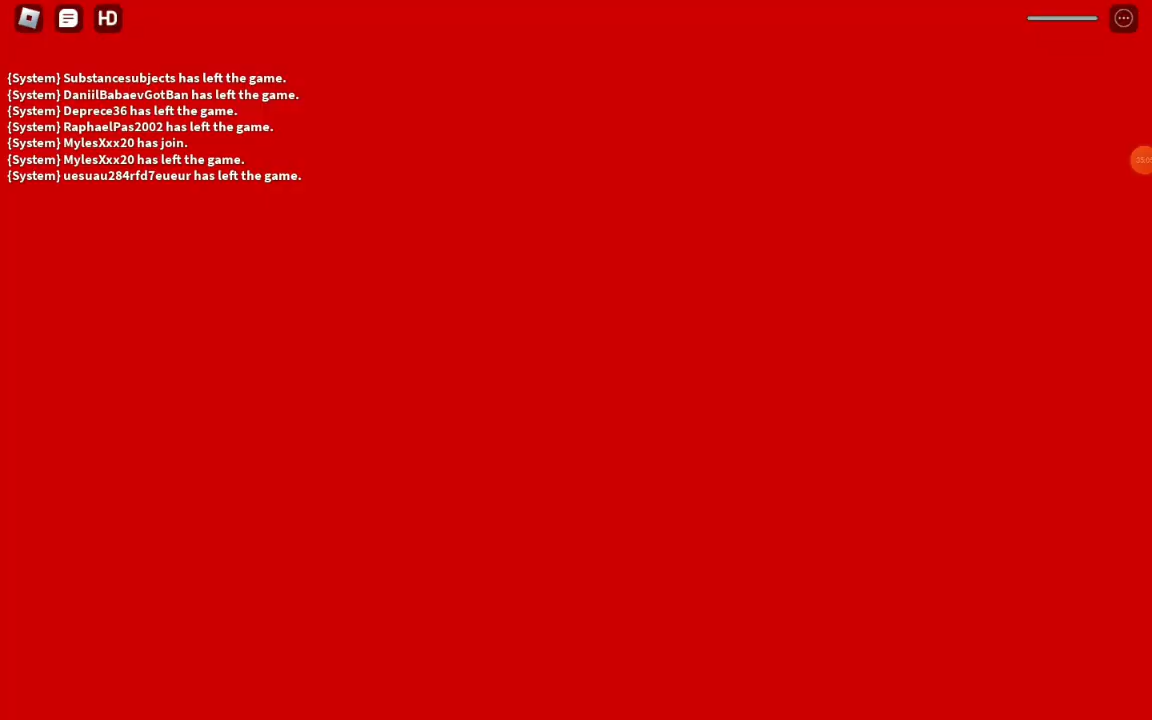 HD
{System} Substancesubjects has left the game.
{System} DaniilBabaevGotBan has left the game.
{System} Deprece36 has left the game.
{System} RaphaelPas2002 has left the game.
{System} MylesXxx20 has join.
{System} MylesXxx20 has left the game.
{System} uesuau284rfd7eueur has left the game.